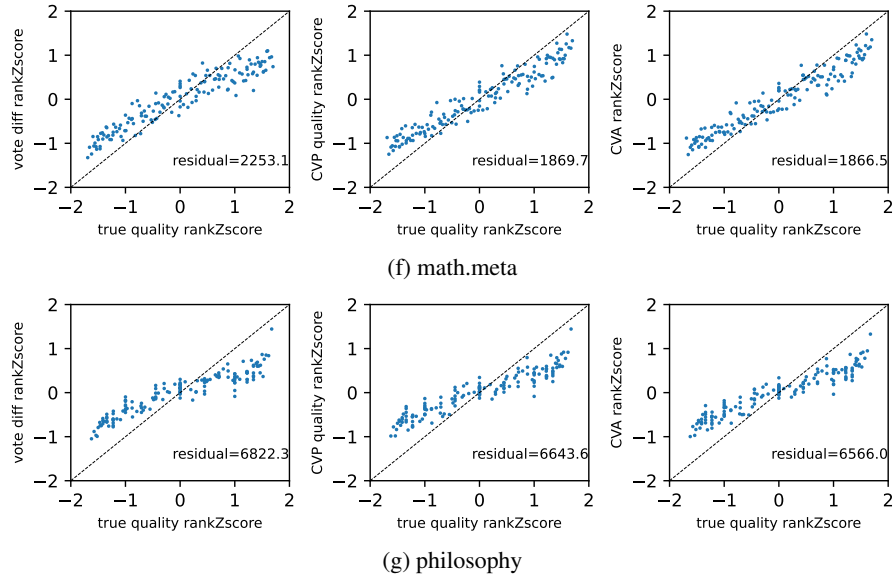 2
1
0
−1
−2
vote diff rankZscore
residual=2253.1
−2 −1 0 1 2
true quality rankZscore
2
1
0
−1
−2
CVP quality rankZscore
residual=1869.7
−2 −1 0 1 2
true quality rankZscore
2
1
0
−1
−2
CVA rankZscore
residual=1866.5
−2 −1 0 1 2
true quality rankZscore
(f) math.meta
2
1
0
−1
−2
vote diff rankZscore
residual=6822.3
−2 −1 0 1 2
true quality rankZscore
2
1
0
−1
−2
CVP quality rankZscore
residual=6643.6
−2 −1 0 1 2
true quality rankZscore
2
1
0
−1
−2
CVA rankZscore
residual=6566.0
−2 −1 0 1 2
true quality rankZscore
(g) philosophy